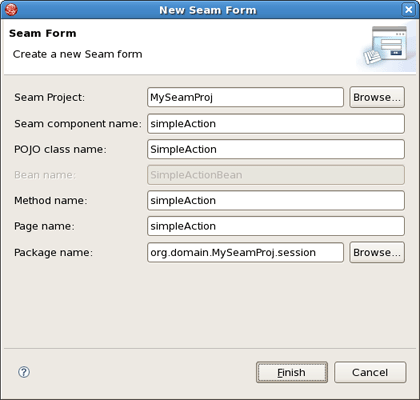 New Seam Form
Seam Form
Create a new Seam form
Seam Project: MySeamProj Browse...
Seam component name: simpleAction
POJO class name: SimpleAction
Bean name: SimpleActionBean
Method name: simpleAction
Page name: simpleAction
Package name: org.domain.MySeamProj.session Browse...
? Finish Cancel